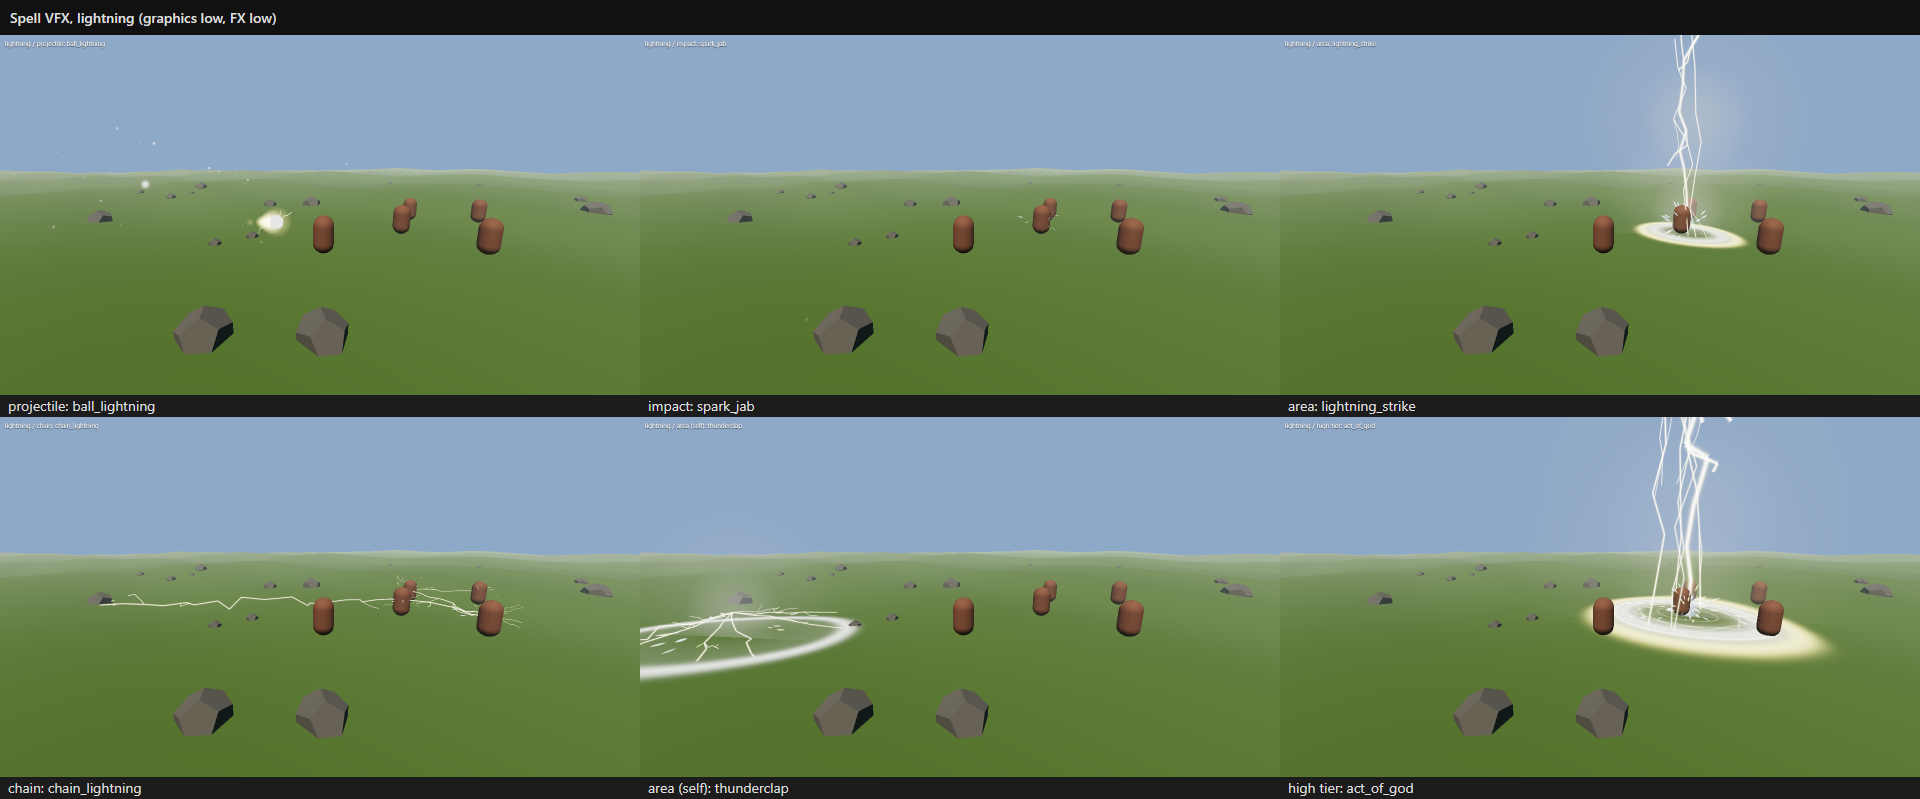 Spell VFX, lightning (graphics low, FX low)
lightning / projectile: ball_lightning
lightning / impact: spark_jab
lightning / area: lightning_strike
projectile: ball_lightning
impact: spark_jab
area: lightning_strike
lightning / chain: chain_lightning
lightning / area (self): thunderclap
lightning / high tier: act_of_god
chain: chain_lightning
area (self): thunderclap
high tier: act_of_god